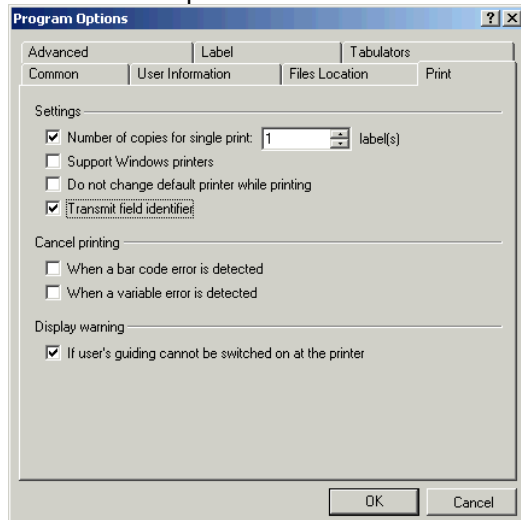 Program Options
Advanced Label Tabulators
Common User Information Files Location Print
Settings
Number of copies for single print: 1 label(s)
Support Windows printers
Do not change default printer while printing
Transmit field identifier
Cancel printing
When a bar code error is detected
When a variable error is detected
Display warning
If user's guiding cannot be switched on at the printer
OK Cancel